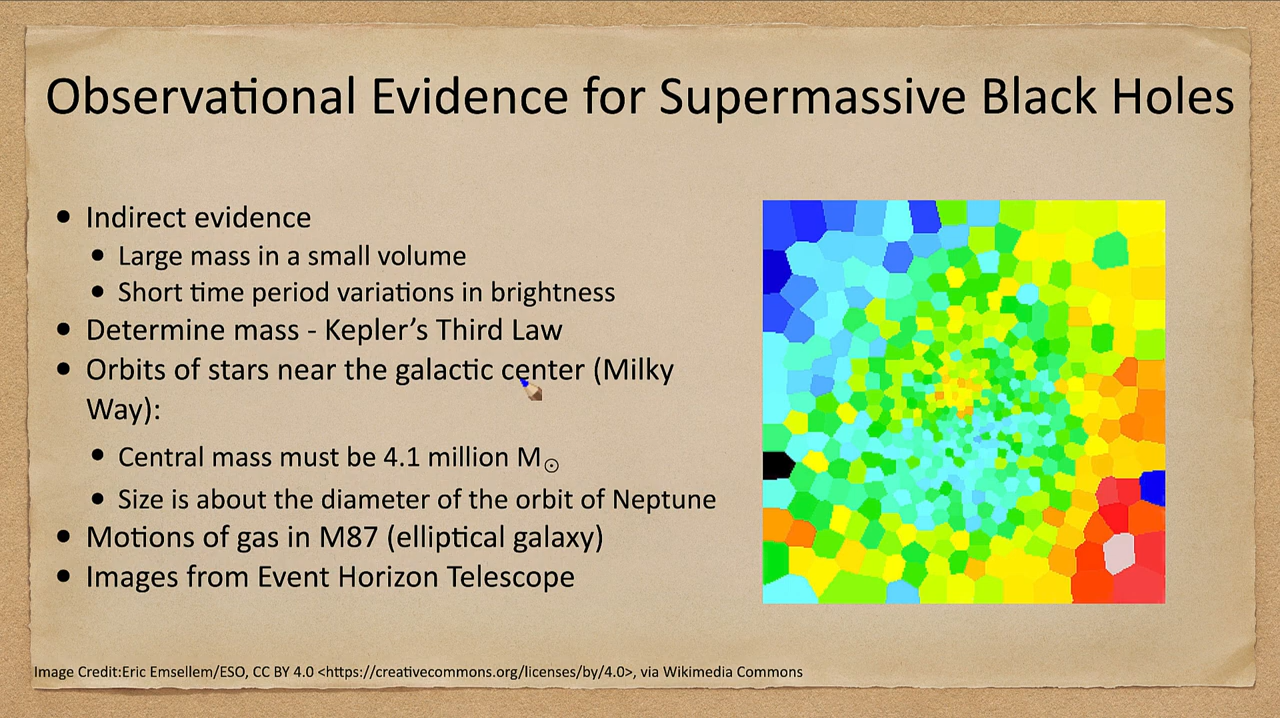 Observational Evidence for Supermassive Black Holes
• Indirect evidence
• Large mass in a small volume
• Short time period variations in brightness
• Determine mass - Kepler’s Third Law
• Orbits of stars near the galactic center (Milky
Way):
• Central mass must be 4.1 million M☉
• Size is about the diameter of the orbit of Neptune
• Motions of gas in M87 (elliptical galaxy)
• Images from Event Horizon Telescope
Image Credit:Eric Emsellem/ESO, CC BY 4.0 <https://creativecommons.org/licenses/by/4.0>, via Wikimedia Commons